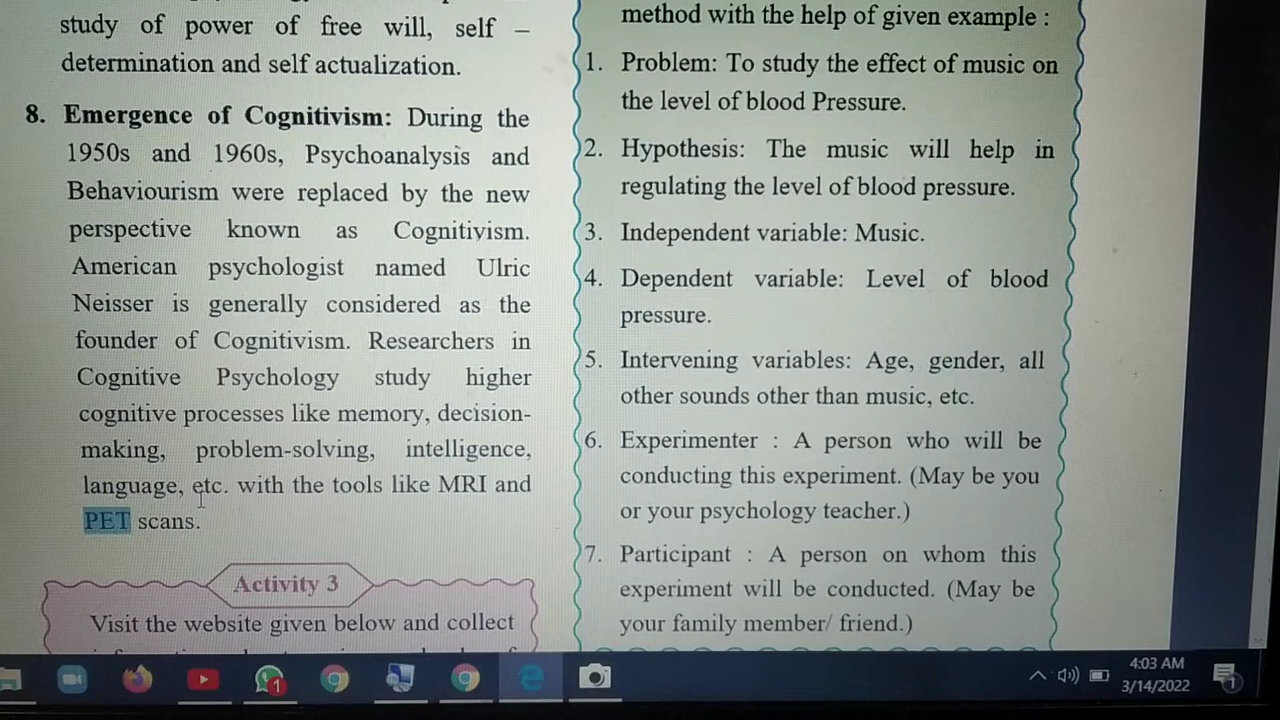 study of power of free will, self –
determination and self actualization.
8. Emergence of Cognitivism: During the
1950s and 1960s, Psychoanalysis and
Behaviourism were replaced by the new
perspective known as Cognitivism.
American psychologist named Ulric
Neisser is generally considered as the
founder of Cognitivism. Researchers in
Cognitive Psychology study higher
cognitive processes like memory, decision-
making, problem-solving, intelligence,
language, etc. with the tools like MRI and
PET scans.
Activity 3
Visit the website given below and collect
method with the help of given example :
1. Problem: To study the effect of music on
the level of blood Pressure.
2. Hypothesis: The music will help in
regulating the level of blood pressure.
3. Independent variable: Music.
4. Dependent variable: Level of blood
pressure.
5. Intervening variables: Age, gender, all
other sounds other than music, etc.
6. Experimenter : A person who will be
conducting this experiment. (May be you
or your psychology teacher.)
7. Participant : A person on whom this
experiment will be conducted. (May be
your family member/ friend.)
1
4:03 AM
3/14/2022
1